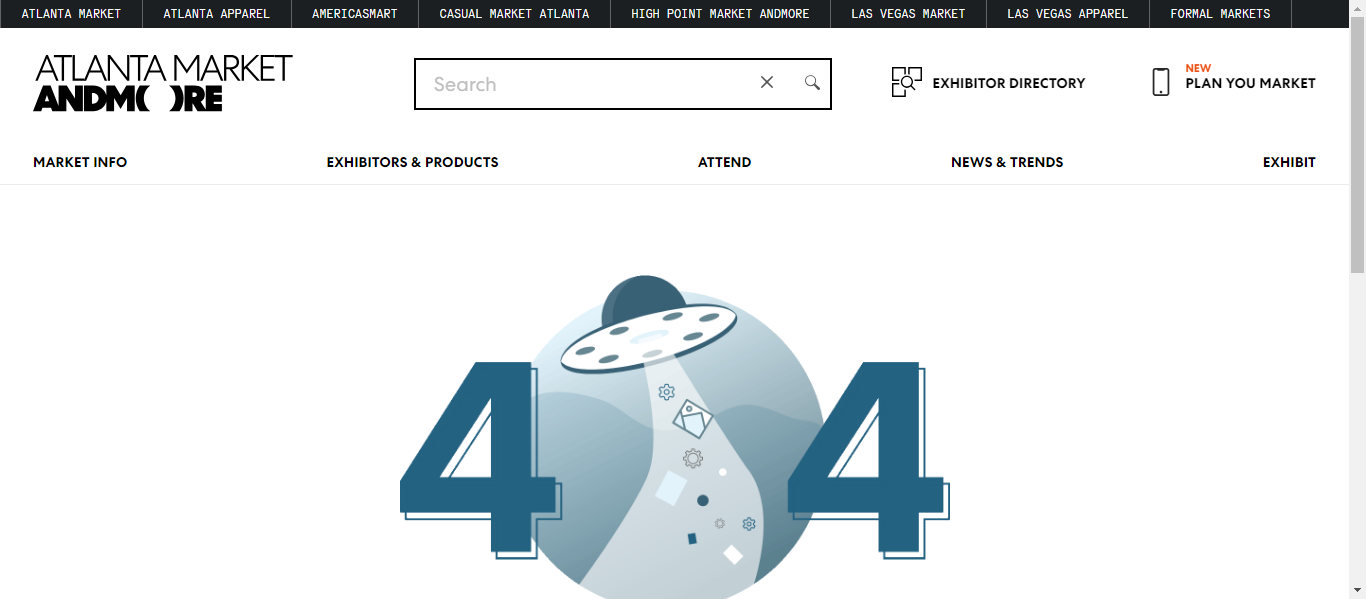 ATLANTA MARKET
ATLANTA APPAREL
AMERICASMART
CASUAL MARKET ATLANTA
HIGH POINT MARKET ANDMORE
LAS VEGAS MARKET
LAS VEGAS APPAREL
FORMAL MARKETS
ATLANTA MARKET
ANDM( )RE
Search
EXHIBITOR DIRECTORY
NEW
PLAN YOU MARKET
MARKET INFO
EXHIBITORS & PRODUCTS
ATTEND
NEWS & TRENDS
EXHIBIT
4 4